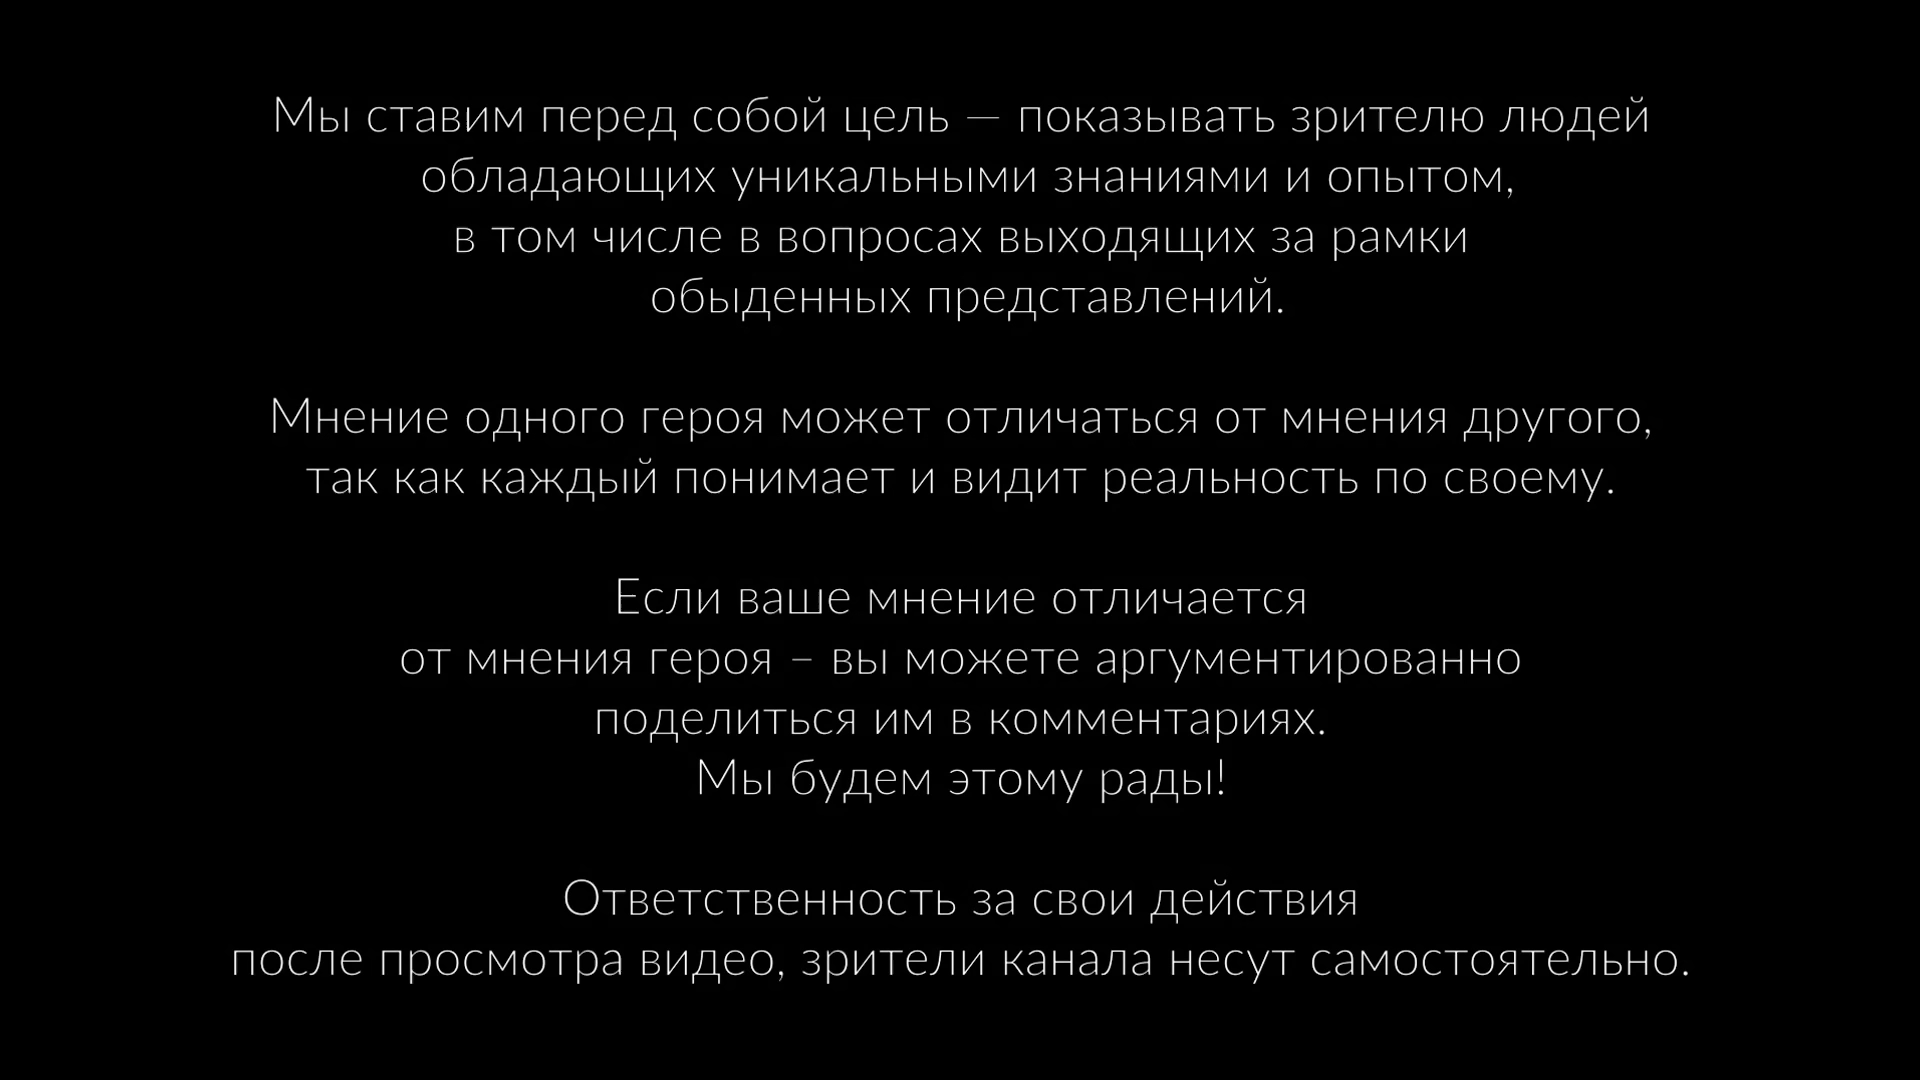 Мы ставим перед собой цель — показывать зрителю людей
обладающих уникальными знаниями и опытом,
в том числе в вопросах выходящих за рамки
обыденных представлений.
Мнение одного героя может отличаться от мнения другого,
так как каждый понимает и видит реальность по своему.
Если ваше мнение отличается
от мнения героя – вы можете аргументированно
поделиться им в комментариях.
Мы будем этому рады!
Ответственность за свои действия
после просмотра видео, зрители канала несут самостоятельно.